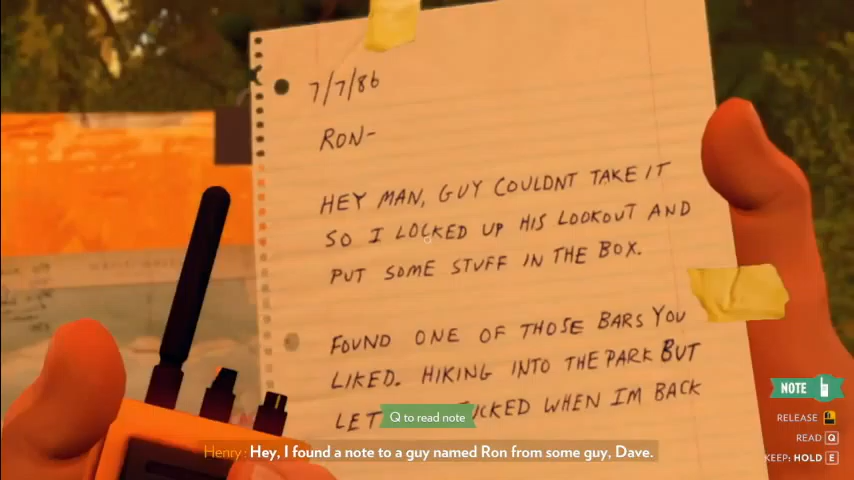 7/7/86
RON-
HEY MAN, GUY COULDNT TAKE IT
SO I LOCKED UP HIS LOOKOUT AND
PUT SOME STUFF IN THE BOX.
FOUND ONE OF THOSE BARS YOU
LIKED. HIKING INTO THE PARK BUT
LET WHEN IM BACK
Q to read note
Henry: Hey, I found a note to a guy named Ron from some guy, Dave.
NOTE
RELEASE
READ Q
KEEP: HOLD E